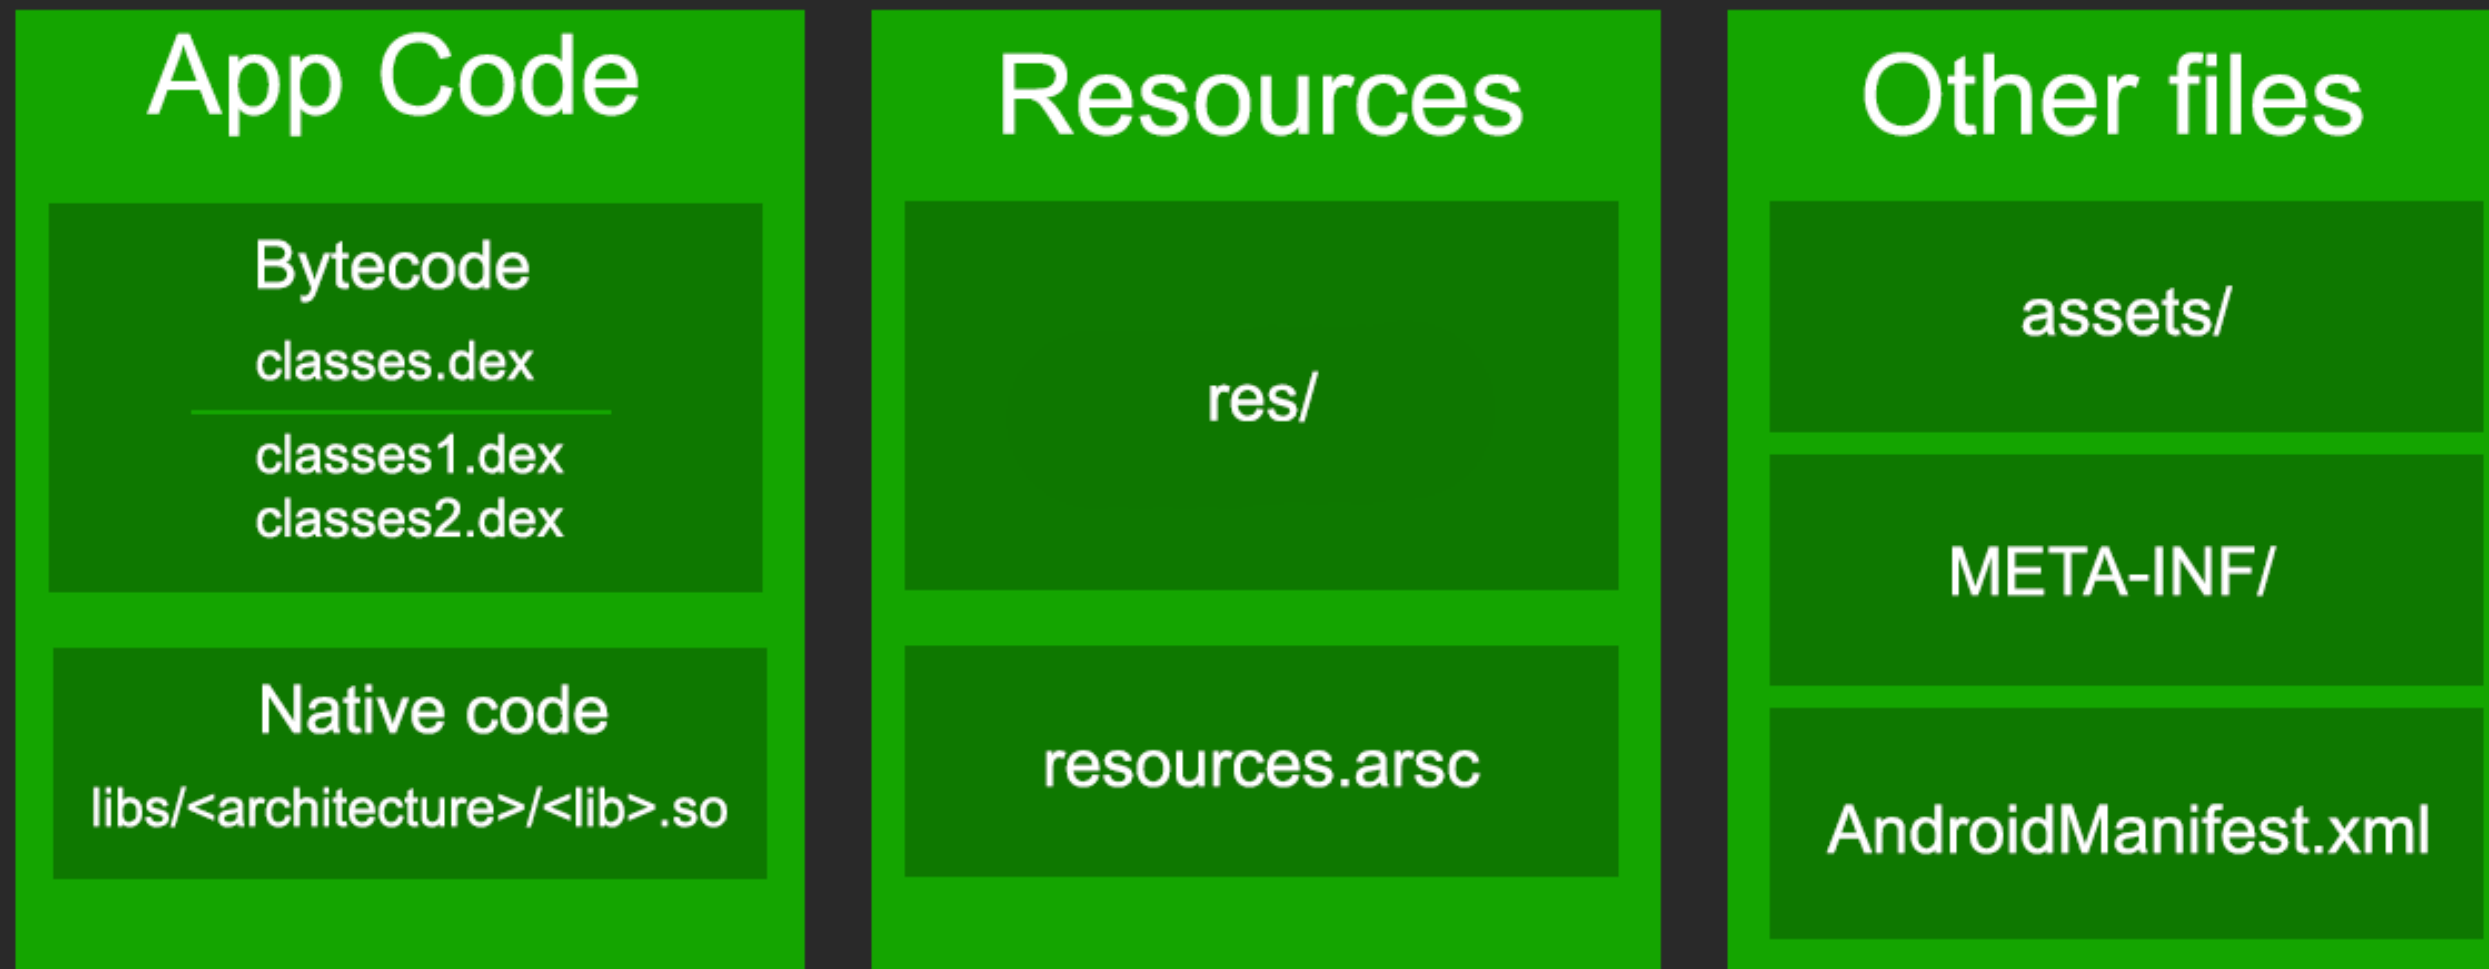 App Code
Bytecode
classes.dex
classes1.dex
classes2.dex
Native code
libs/<architecture>/<lib>.so
Resources
res/
resources.arsc
Other files
assets/
META-INF/
AndroidManifest.xml